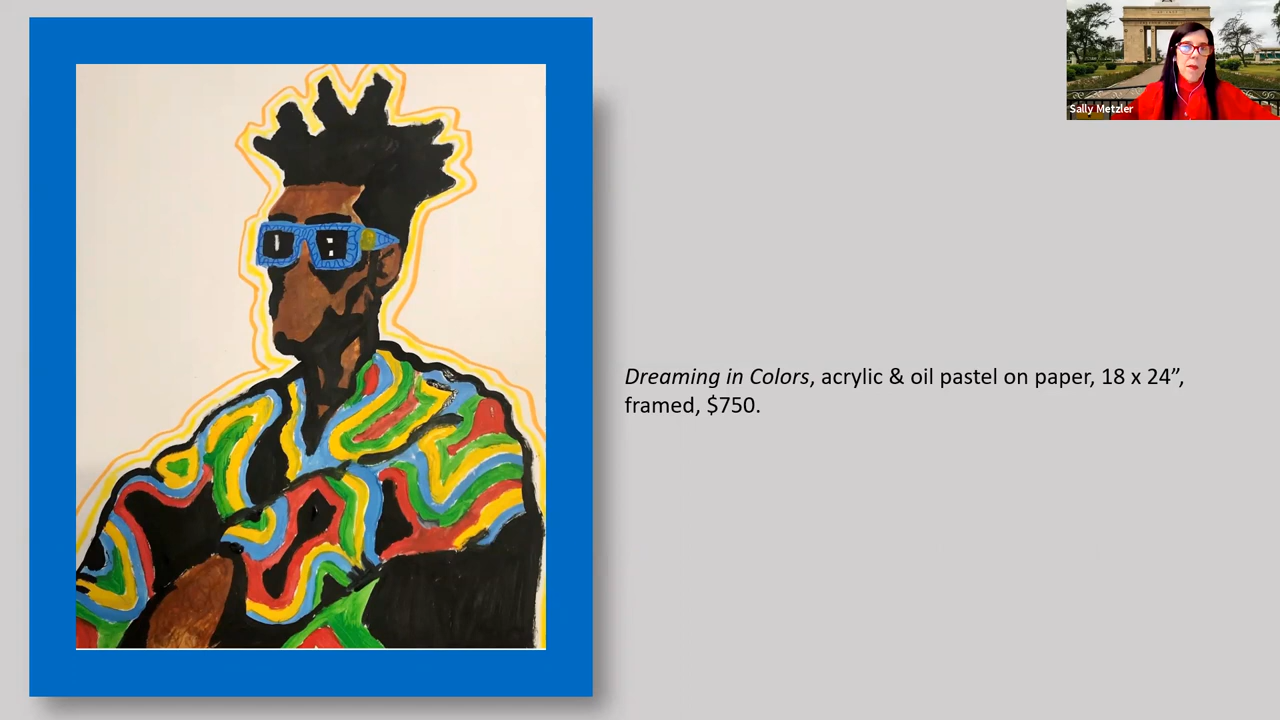 Sally Metzler
Dreaming in Colors, acrylic & oil pastel on paper, 18 x 24”,
framed, $750.